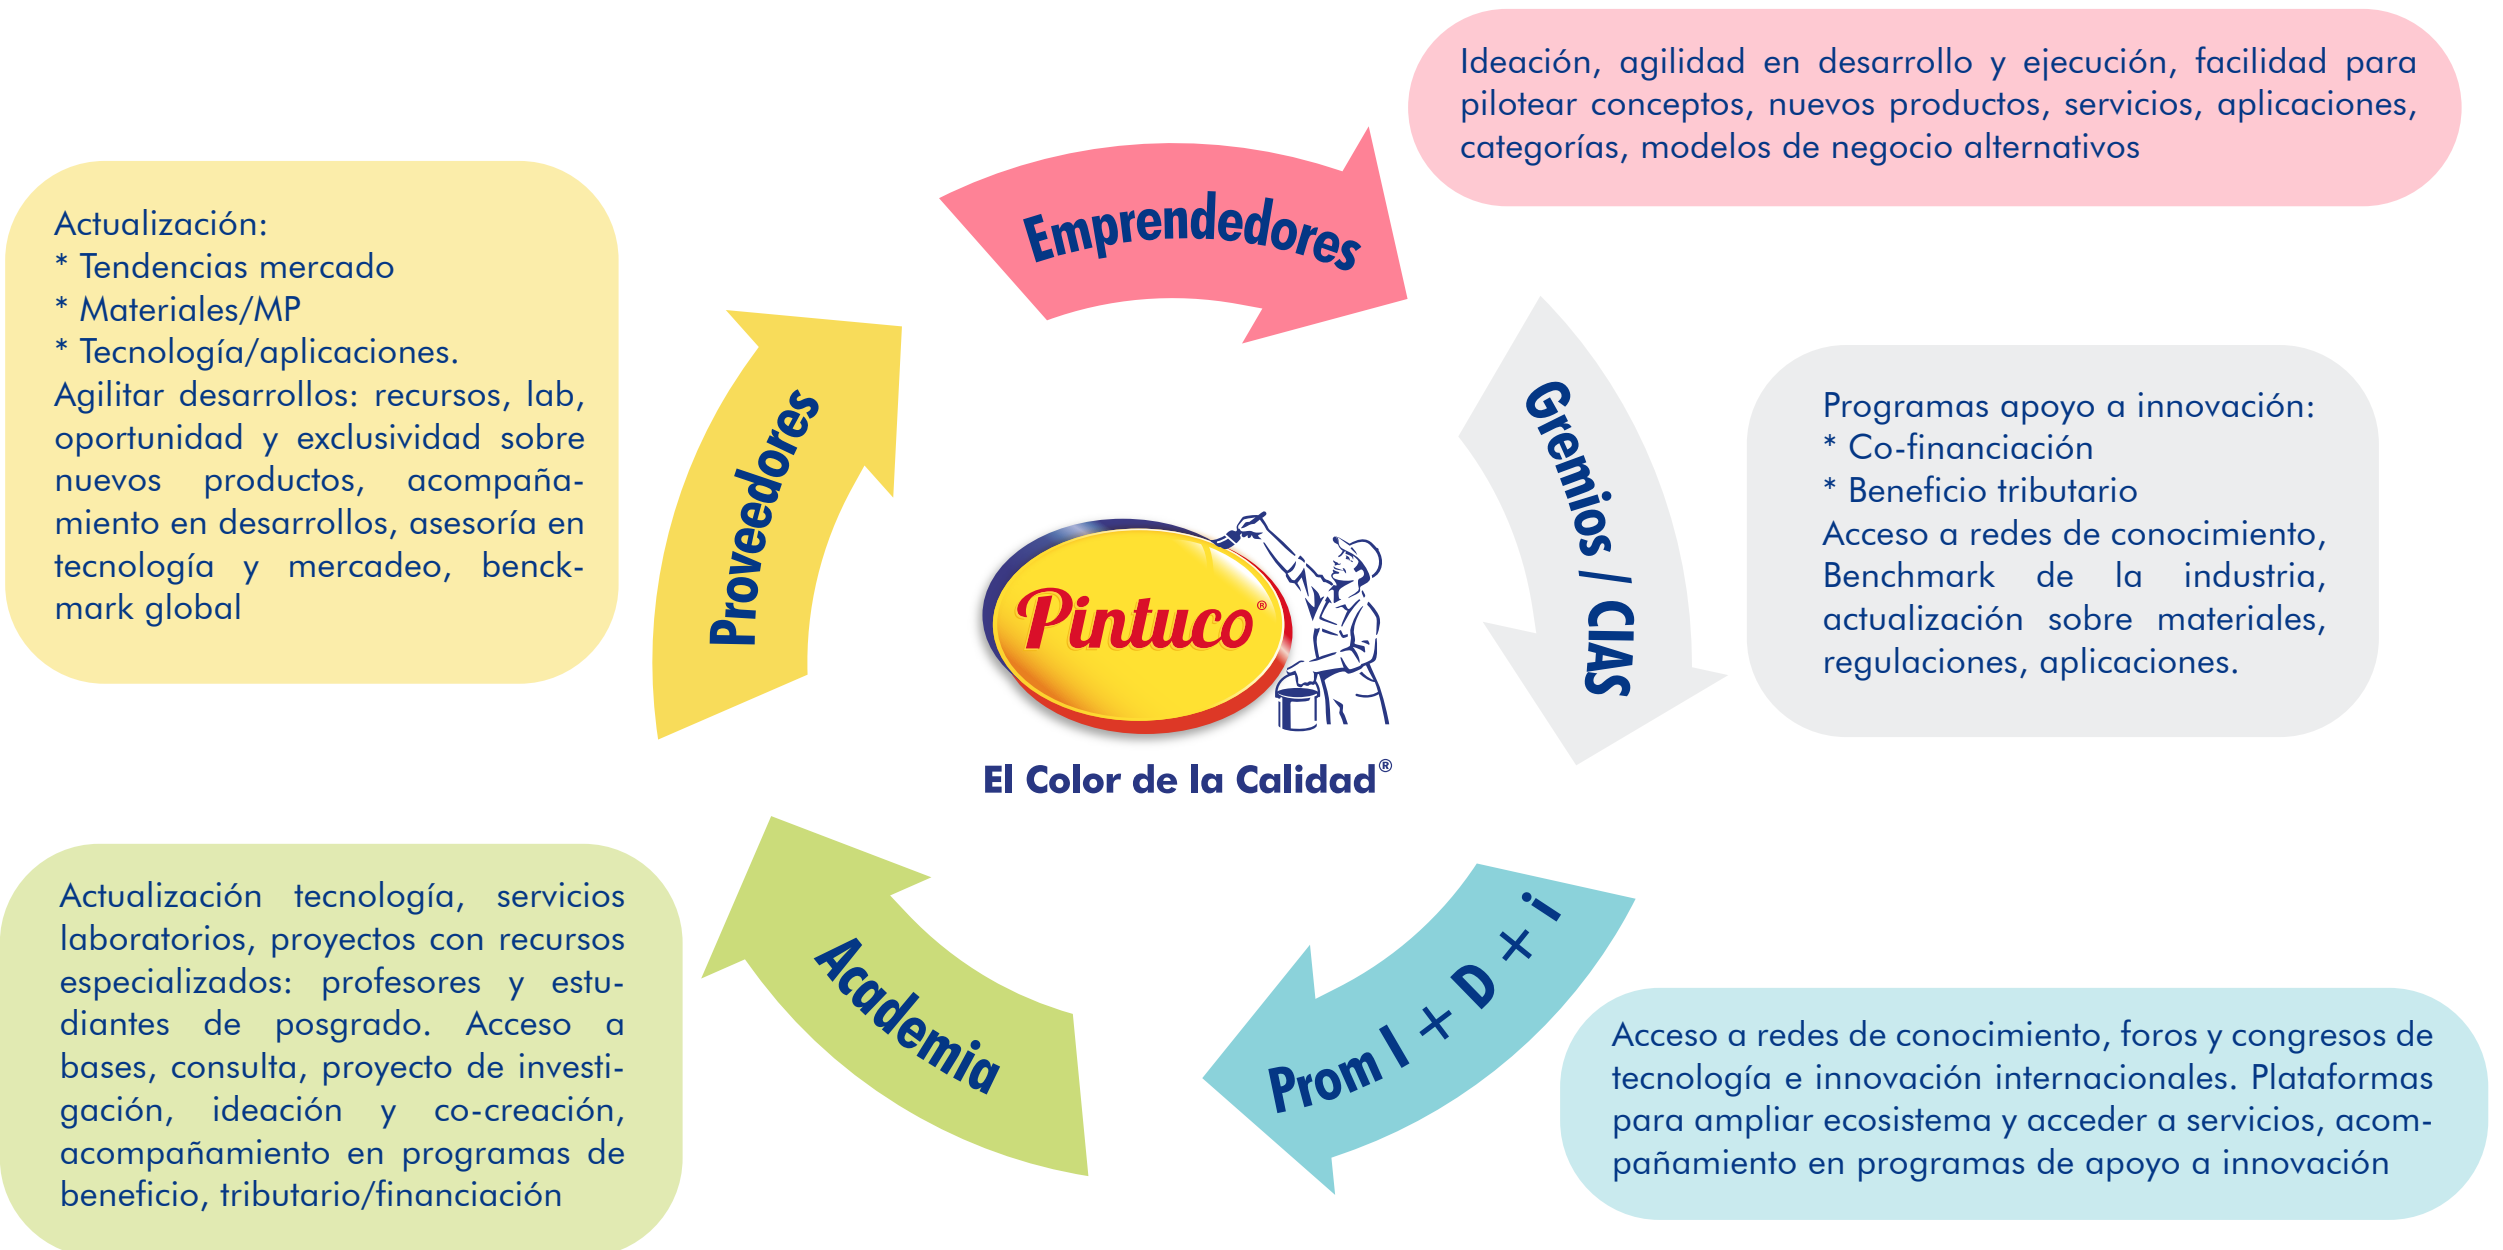 Ideación, agilidad en desarrollo y ejecución, facilidad para
pilotear conceptos, nuevos productos, servicios, aplicaciones,
categorías, modelos de negocio alternativos
Emprendedores
Actualización:
* Tendencias mercado
* Materiales/MP
* Tecnología/aplicaciones.
Agilitar desarrollos: recursos, lab,
oportunidad y exclusividad sobre
nuevos productos, acompaña-
miento en desarrollos, asesoría en
tecnología y mercadeo, benck-
mark global
Proveedores
Gremios / CIAS
Programas apoyo a innovación:
* Co-financiación
* Beneficio tributario
Acceso a redes de conocimiento,
Benchmark de la industria,
actualización sobre materiales,
regulaciones, aplicaciones.
Pintuco®
El Color de la Calidad®
Actualización tecnología, servicios
laboratorios, proyectos con recursos
especializados: profesores y estu-
diantes de posgrado. Acceso a
bases, consulta, proyecto de investi-
gación, ideación y co-creación,
acompañamiento en programas de
beneficio, tributario/financiación
Academia
Prom I + D + i
Acceso a redes de conocimiento, foros y congresos de
tecnología e innovación internacionales. Plataformas
para ampliar ecosistema y acceder a servicios, acom-
pañamiento en programas de apoyo a innovación